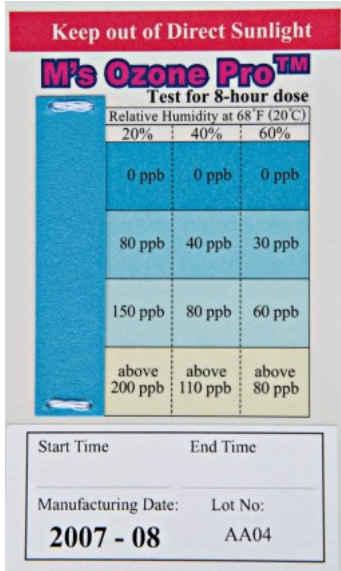 Keep out of Direct Sunlight
M's Ozone Pro™
Test for 8-hour dose
Relative Humidity at 68°F (20°C)
20% 40% 60%
0 ppb 0 ppb 0 ppb
80 ppb 40 ppb 30 ppb
150 ppb 80 ppb 60 ppb
above above above
200 ppb 110 ppb 80 ppb
Start Time End Time
Manufacturing Date: Lot No:
2007 - 08 AA04